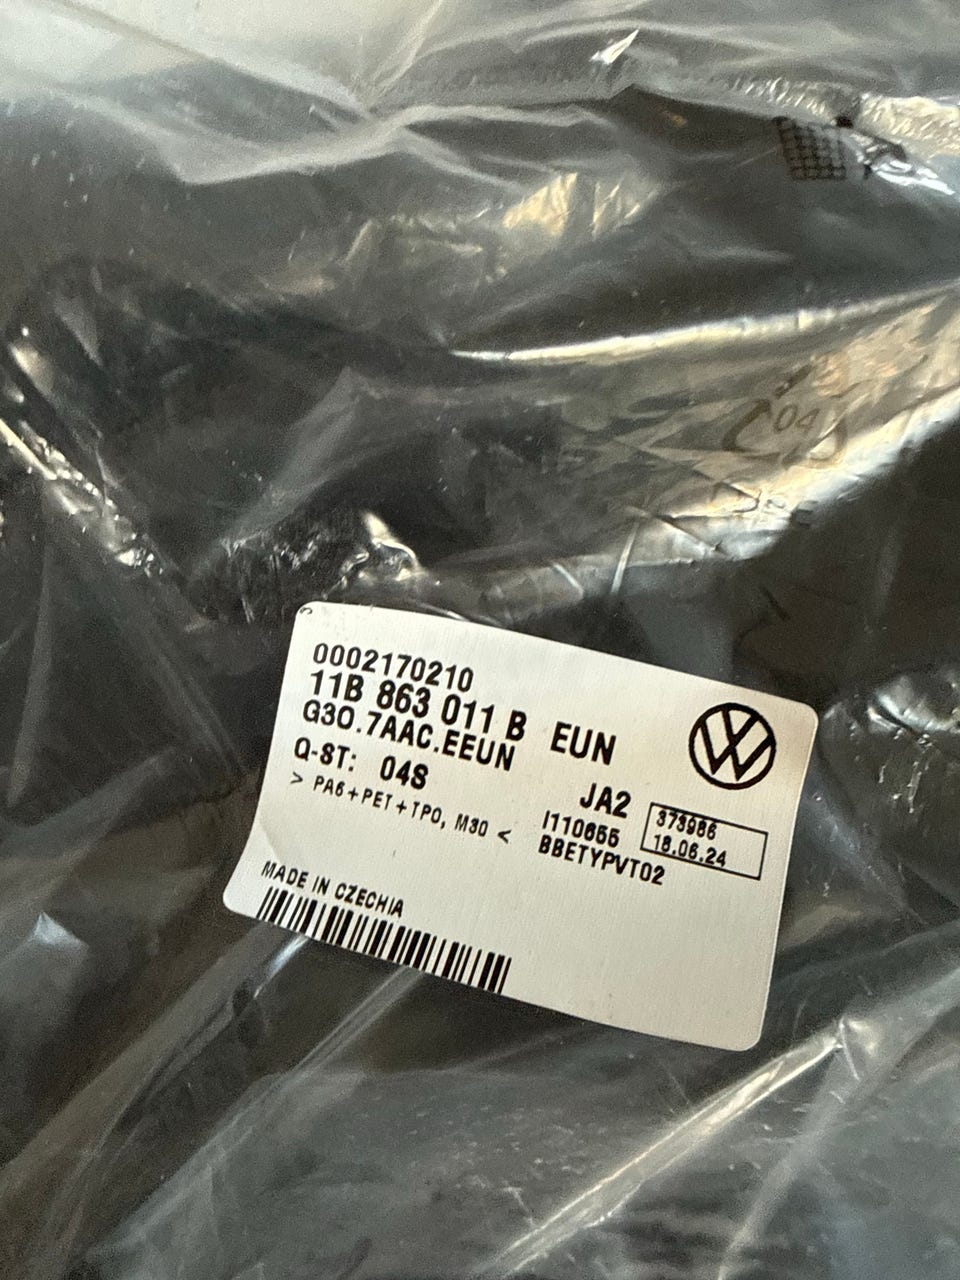 0002170210
11B 863 011 B EUN
G30.7AAC.EEUN
Q-ST: 04S
JA2
> PA6+PET+TPO, M30 <
I110655
373986
18.06.24
BBETYPVT02
MADE IN CZECHIA
04